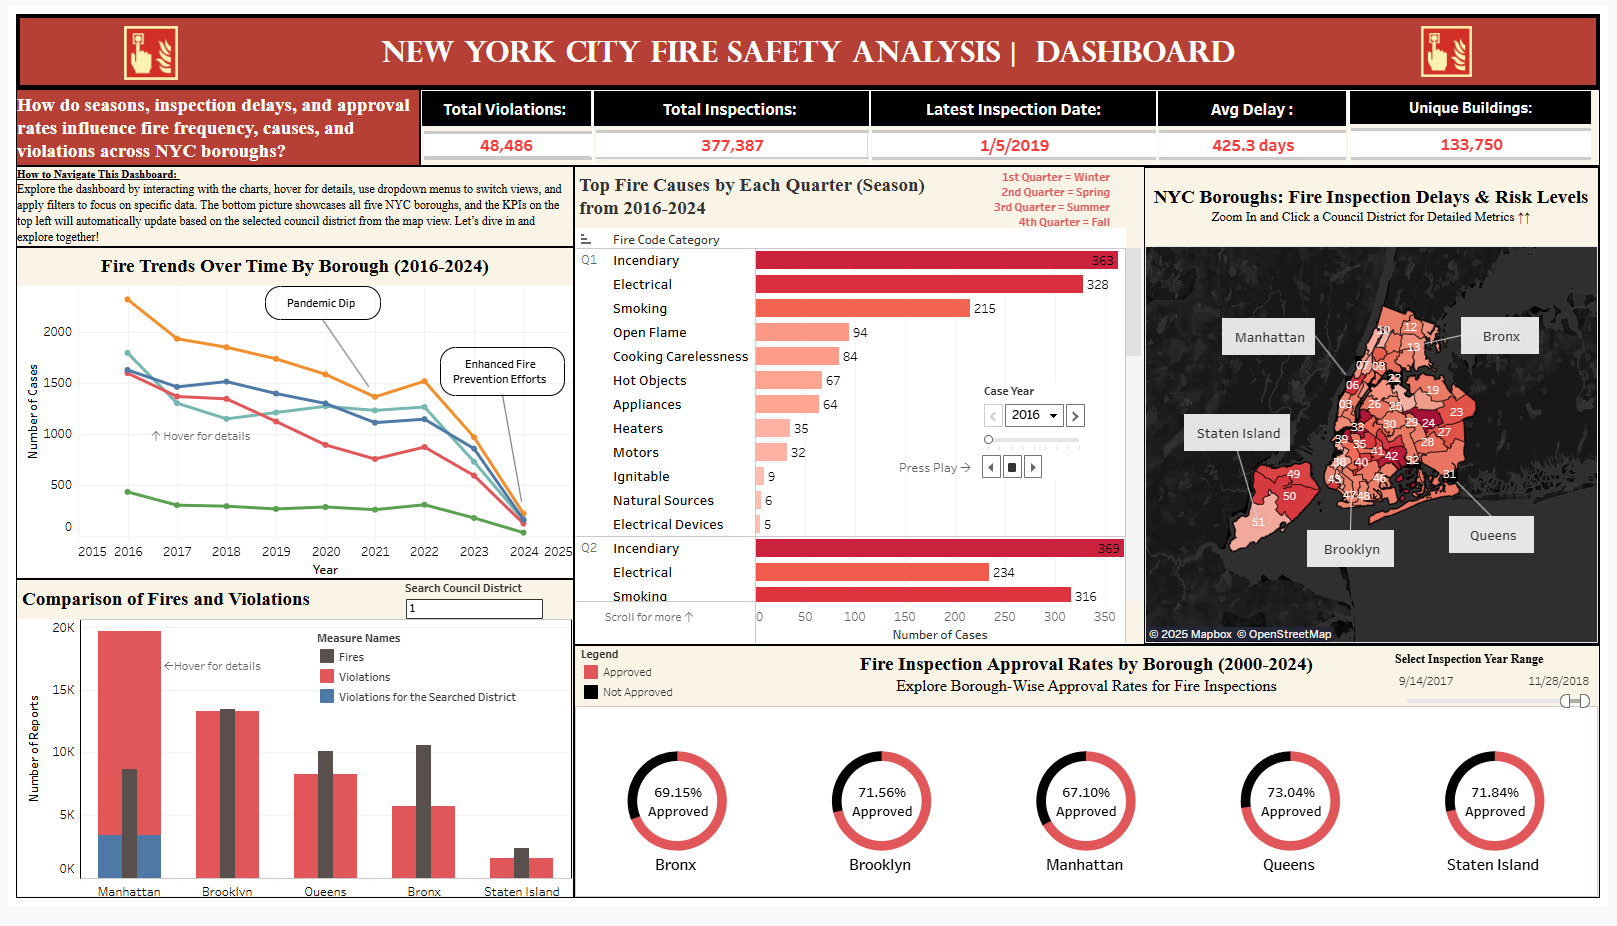 NEW YORK CITY FIRE SAFETY ANALYSIS | DASHBOARD
How do seasons, inspection delays, and approval
rates influence fire frequency, causes, and
violations across NYC boroughs?
Total Violations:
48,486
Total Inspections:
377,387
Latest Inspection Date:
1/5/2019
Avg Delay :
425.3 days
Unique Buildings:
133,750
How to Navigate This Dashboard:
Explore the dashboard by interacting with the charts, hover for details, use dropdown menus to switch views, and
apply filters to focus on specific data. The bottom picture showcases all five NYC boroughs, and the KPIs on the
top left will automatically update based on the selected council district from the map view. Let's dive in and
explore together!
Fire Trends Over Time By Borough (2016-2024)
Pandemic Dip
Enhanced Fire
Prevention Efforts
↑ Hover for details
Number of Cases
2000
1500
1000
500
0
2015 2016 2017 2018 2019 2020 2021 2022 2023 2024 2025
Year
Comparison of Fires and Violations
Search Council District
1
Measure Names
Fires
Violations
Violations for the Searched District
←Hover for details
Number of Reports
20K
15K
10K
5K
0K
Manhattan Brooklyn Queens Bronx Staten Island
Top Fire Causes by Each Quarter (Season)
from 2016-2024
1st Quarter = Winter
2nd Quarter = Spring
3rd Quarter = Summer
4th Quarter = Fall
Fire Code Category
Q1 Incendiary 363
Electrical 328
Smoking 215
Open Flame 94
Cooking Carelessness 84
Hot Objects 67
Appliances 64
Heaters 35
Motors 32
Ignitable 9
Natural Sources 6
Electrical Devices 5
Q2 Incendiary 369
Electrical 234
Smoking 316
Case Year
2016
Press Play →
Scroll for more ↑
0 50 100 150 200 250 300 350
Number of Cases
NYC Boroughs: Fire Inspection Delays & Risk Levels
Zoom In and Click a Council District for Detailed Metrics ↑↑
Manhattan
Bronx
Staten Island
Brooklyn
Queens
10
12
13
07 08
22
06
19
03
26
25
23
33
30
29 24
27
39
35
28
41
42
38
40
32
43
46
31
47 48
49
50
51
© 2025 Mapbox © OpenStreetMap
Legend
Approved
Not Approved
Fire Inspection Approval Rates by Borough (2000-2024)
Explore Borough-Wise Approval Rates for Fire Inspections
Select Inspection Year Range
9/14/2017 11/28/2018
69.15%
Approved
Bronx
71.56%
Approved
Brooklyn
67.10%
Approved
Manhattan
73.04%
Approved
Queens
71.84%
Approved
Staten Island